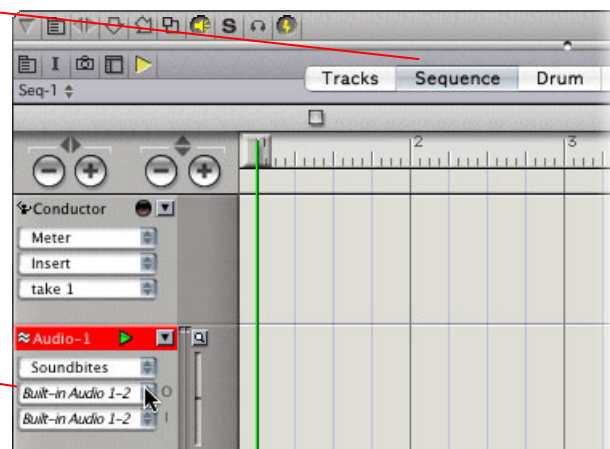 S
I
Tracks Sequence Drum
Seq-1
1 2 3
Conductor
Meter
Insert
take 1
Audio-1
Soundbites
Built-in Audio 1-2 O
Built-in Audio 1-2 I